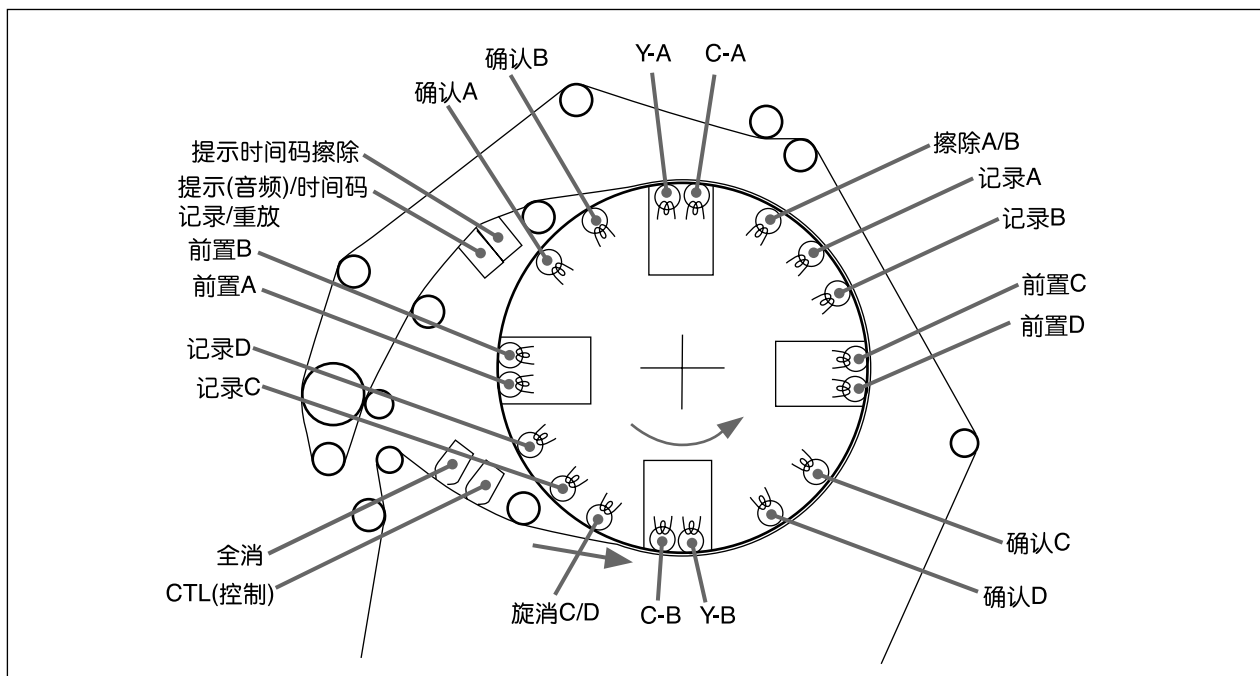 确认B
Y-A
C-A
确认A
提示时间码擦除
擦除A/B
提示(音频)/时间码
记录A
记录/重放
记录B
前置B
前置A
前置C
前置D
记录D
记录C
全消
确认C
CTL(控制)
确认D
旋消C/D
C-B
Y-B